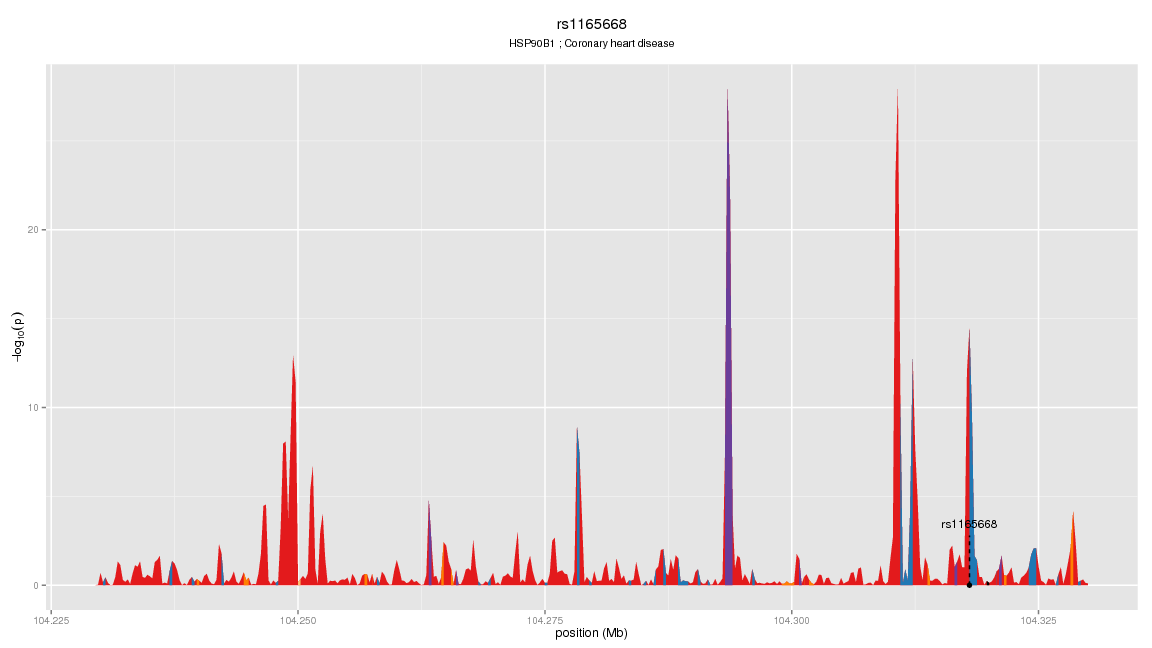 rs1165668
HSP90B1 ; Coronary heart disease
−log10(p)
20
10
0
rs1165668
104.225 104.250 104.275 104.300 104.325
position (Mb)